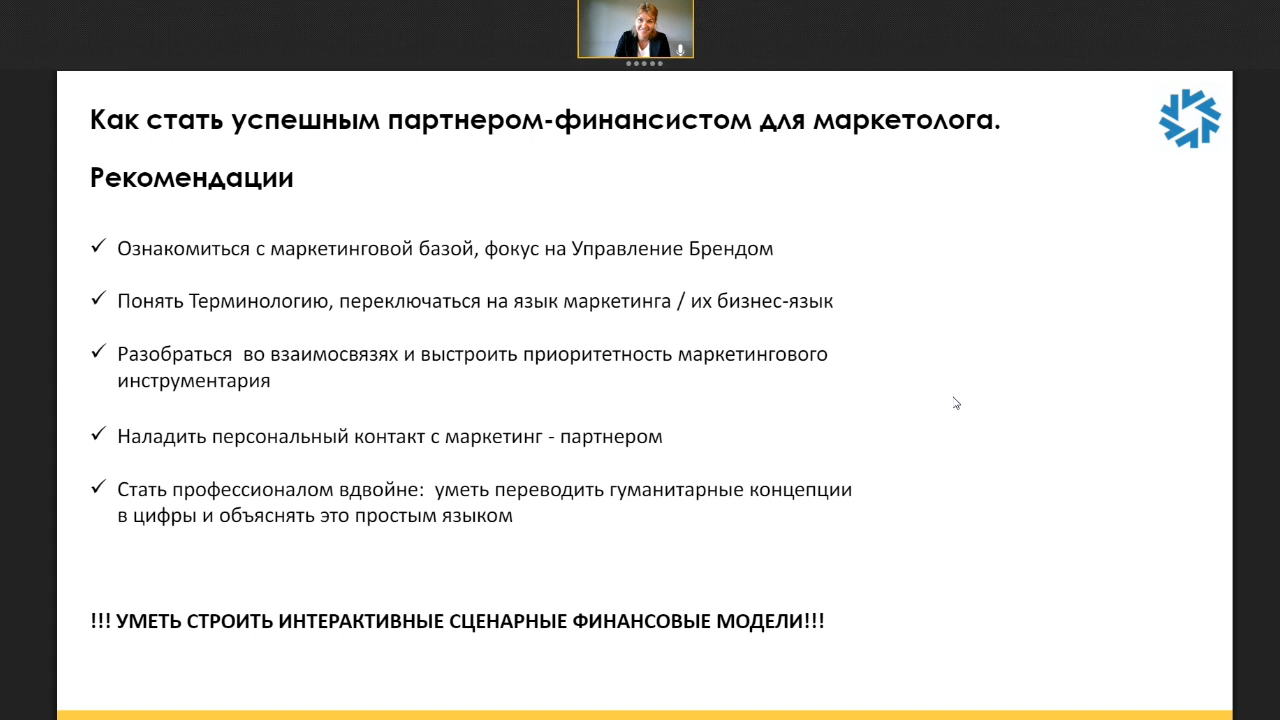 Как стать успешным партнером-финансистом для маркетолога.
Рекомендации
✓ Ознакомиться с маркетинговой базой, фокус на Управление Брендом
✓ Понять Терминологию, переключаться на язык маркетинга / их бизнес-язык
✓ Разобраться  во взаимосвязях и выстроить приоритетность маркетингового
инструментария
✓ Наладить персональный контакт с маркетинг - партнером
✓ Стать профессионалом вдвойне:  уметь переводить гуманитарные концепции
в цифры и объяснять это простым языком
!!! УМЕТЬ СТРОИТЬ ИНТЕРАКТИВНЫЕ СЦЕНАРНЫЕ ФИНАНСОВЫЕ МОДЕЛИ!!!